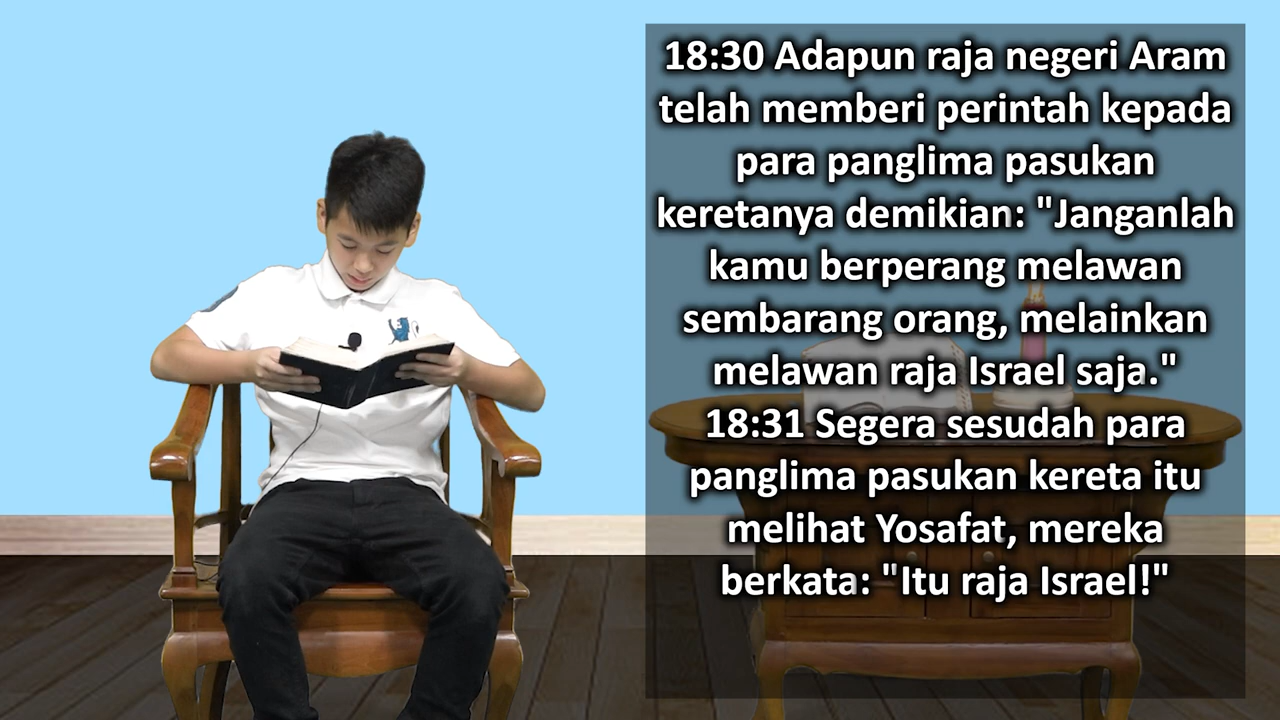 18:30 Adapun raja negeri Aram
telah memberi perintah kepada
para panglima pasukan
keretanya demikian: "Janganlah
kamu berperang melawan
sembarang orang, melainkan
melawan raja Israel saja."
18:31 Segera sesudah para
panglima pasukan kereta itu
melihat Yosafat, mereka
berkata: "Itu raja Israel!"